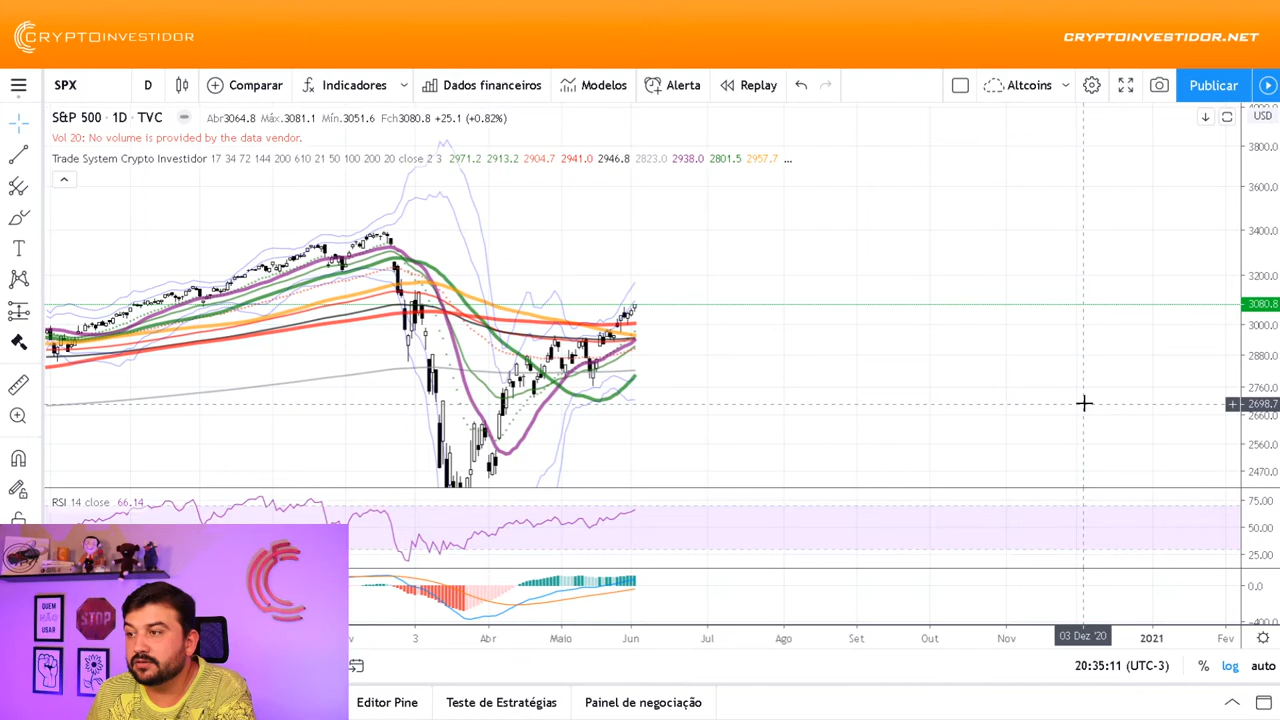 CRYPTOINVESTIDOR
CRYPTOINVESTIDOR.NET
SPX D Comparar Indicadores Dados financeiros Modelos Alerta Replay Altcoins Publicar
S&P 500 · 1D · TVC Abr3064.8 Máx.3081.1 Mín.3051.6 Fch3080.8 +25.1 (+0.82%)
Vol 20: No volume is provided by the data vendor.
Trade System Crypto Investidor 17 34 72 144 200 610 21 50 100 200 20 close 2 3 2971.2 2913.2 2904.7 2941.0 2946.8 2823.0 2938.0 2801.5 2957.7 ...
USD
3800.0
3600.0
3400.0
3200.0
3080.8
3000.0
2880.0
2760.0
2698.7
2660.0
2560.0
2470.0
RSI 14 close 66.14
75.00
50.00
25.00
0.0
-400.0
3 Abr Maio Jun Jul Ago Set Out Nov 03 Dez '20 2021 Fev
QUEM NÃO USAR
STOP
20:35:11 (UTC-3) % log auto
Editor Pine Teste de Estratégias Painel de negociação